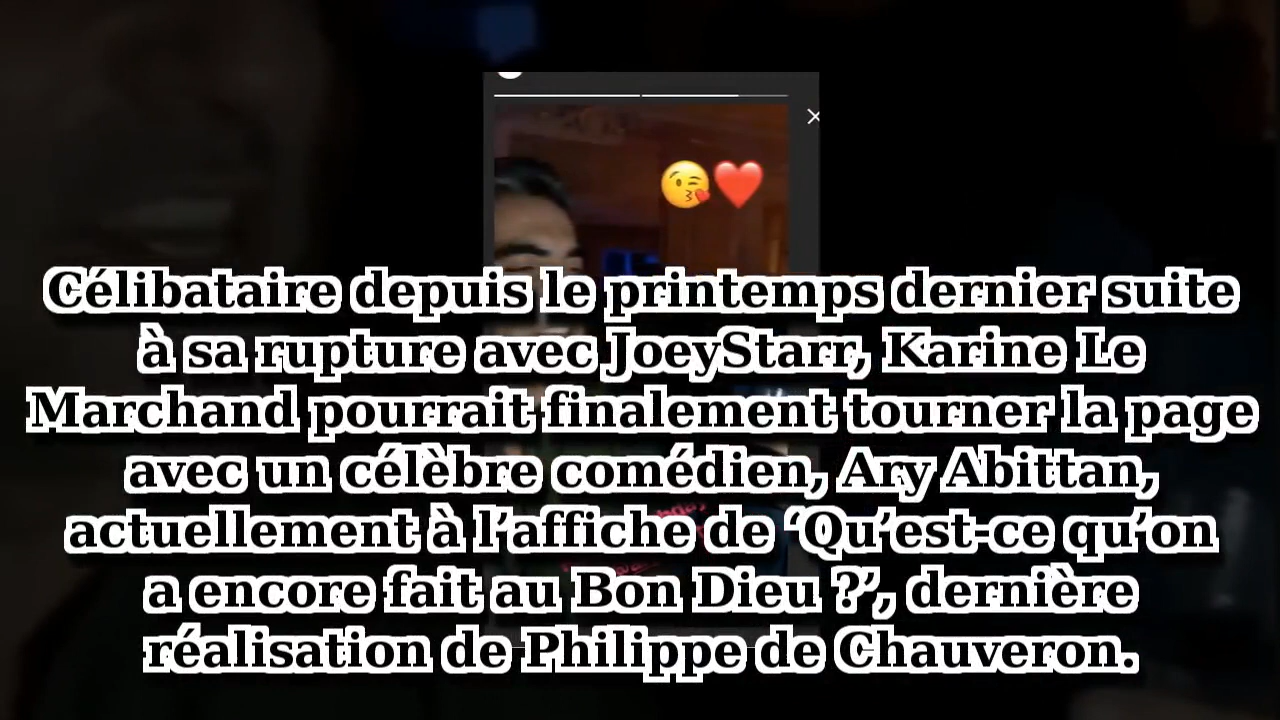 Célibataire depuis le printemps dernier suite
à sa rupture avec JoeyStarr, Karine Le
Marchand pourrait finalement tourner la page
avec un célèbre comédien, Ary Abittan,
actuellement à l’affiche de ‘Qu’est-ce qu’on
a encore fait au Bon Dieu ?’, dernière
réalisation de Philippe de Chauveron.